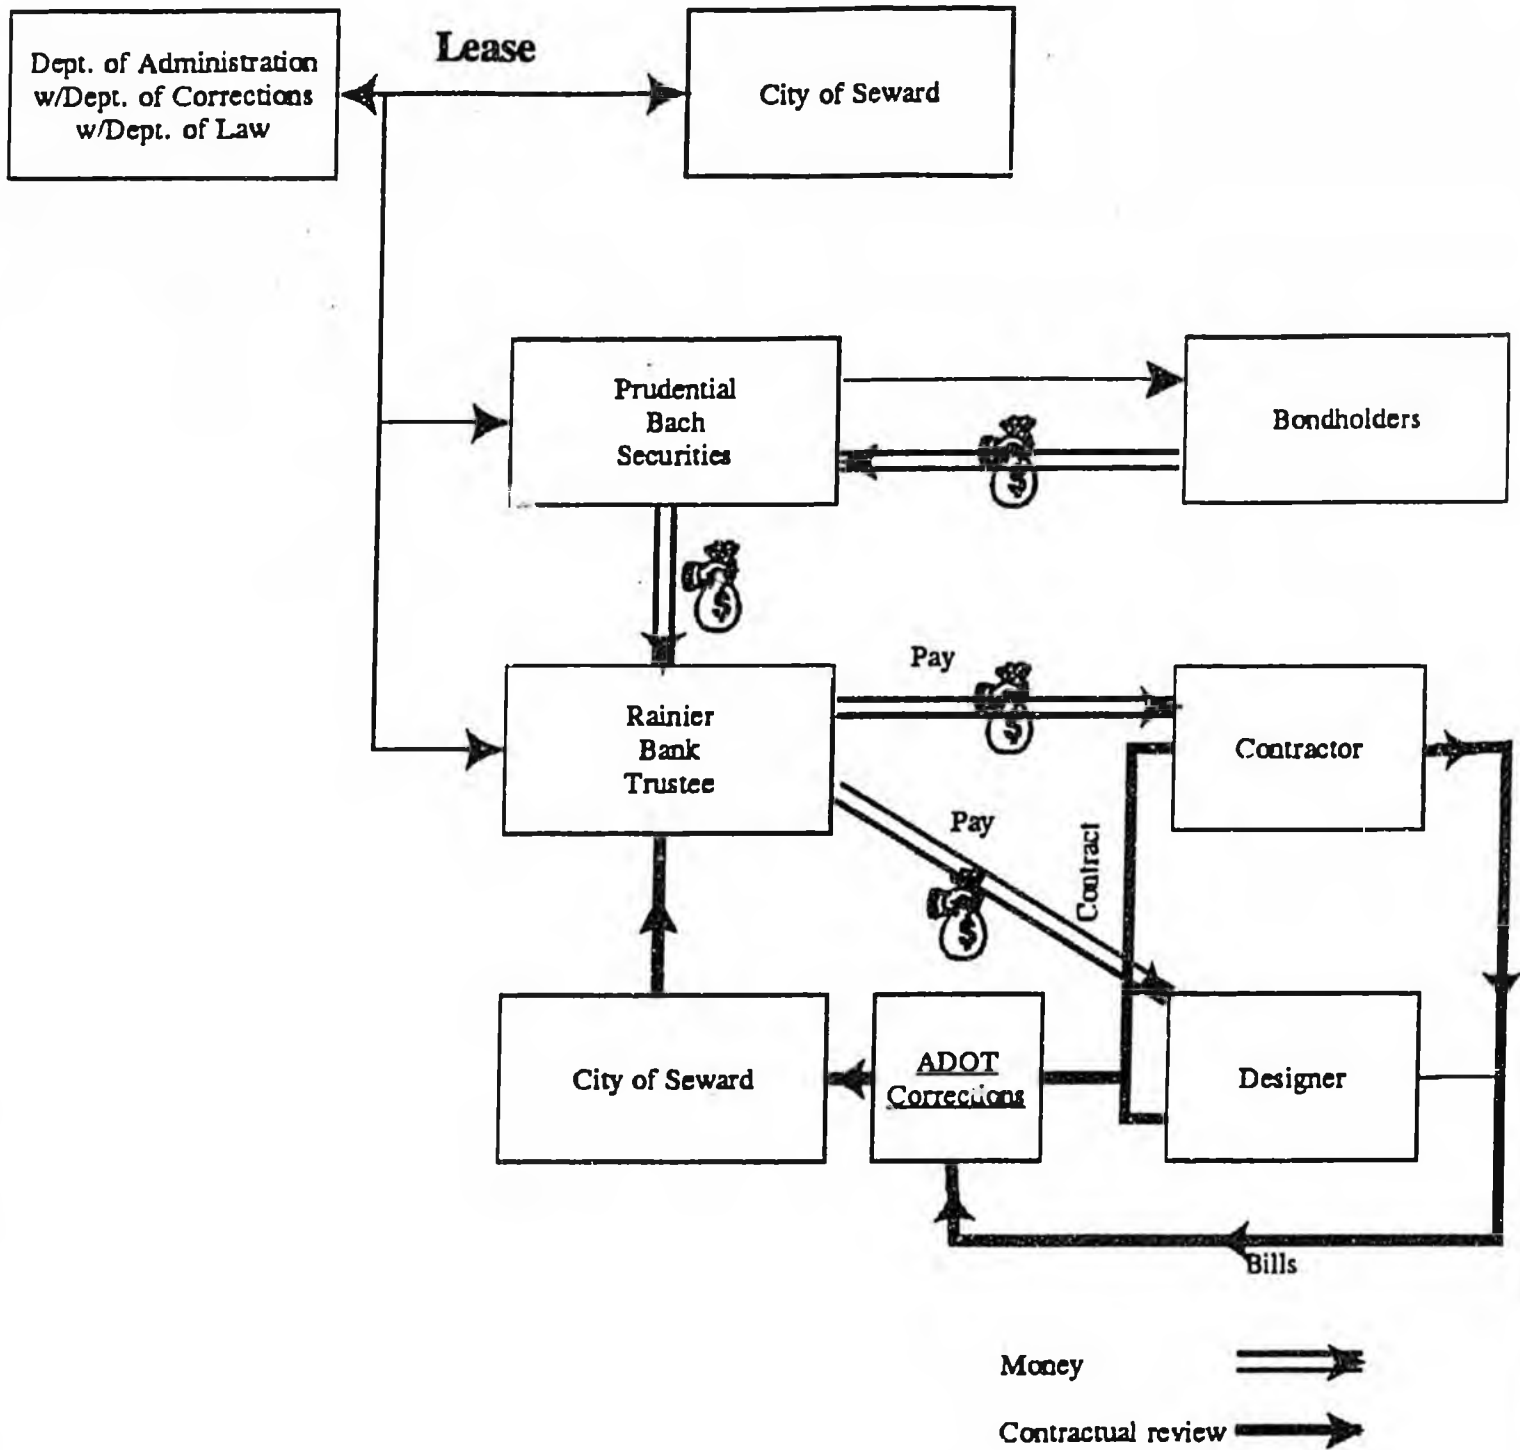 Lease
Dept. of Administration
w/Dept. of Corrections
w/Dept. of Law
City of Seward
Prudential
Bach
Securities
Bondholders
$
$
Pay
$
Rainier
Bank
Trustee
Contractor
Pay
Contract
$
City of Seward
ADOT
Corrections
Designer
Bills
Money
Contractual review